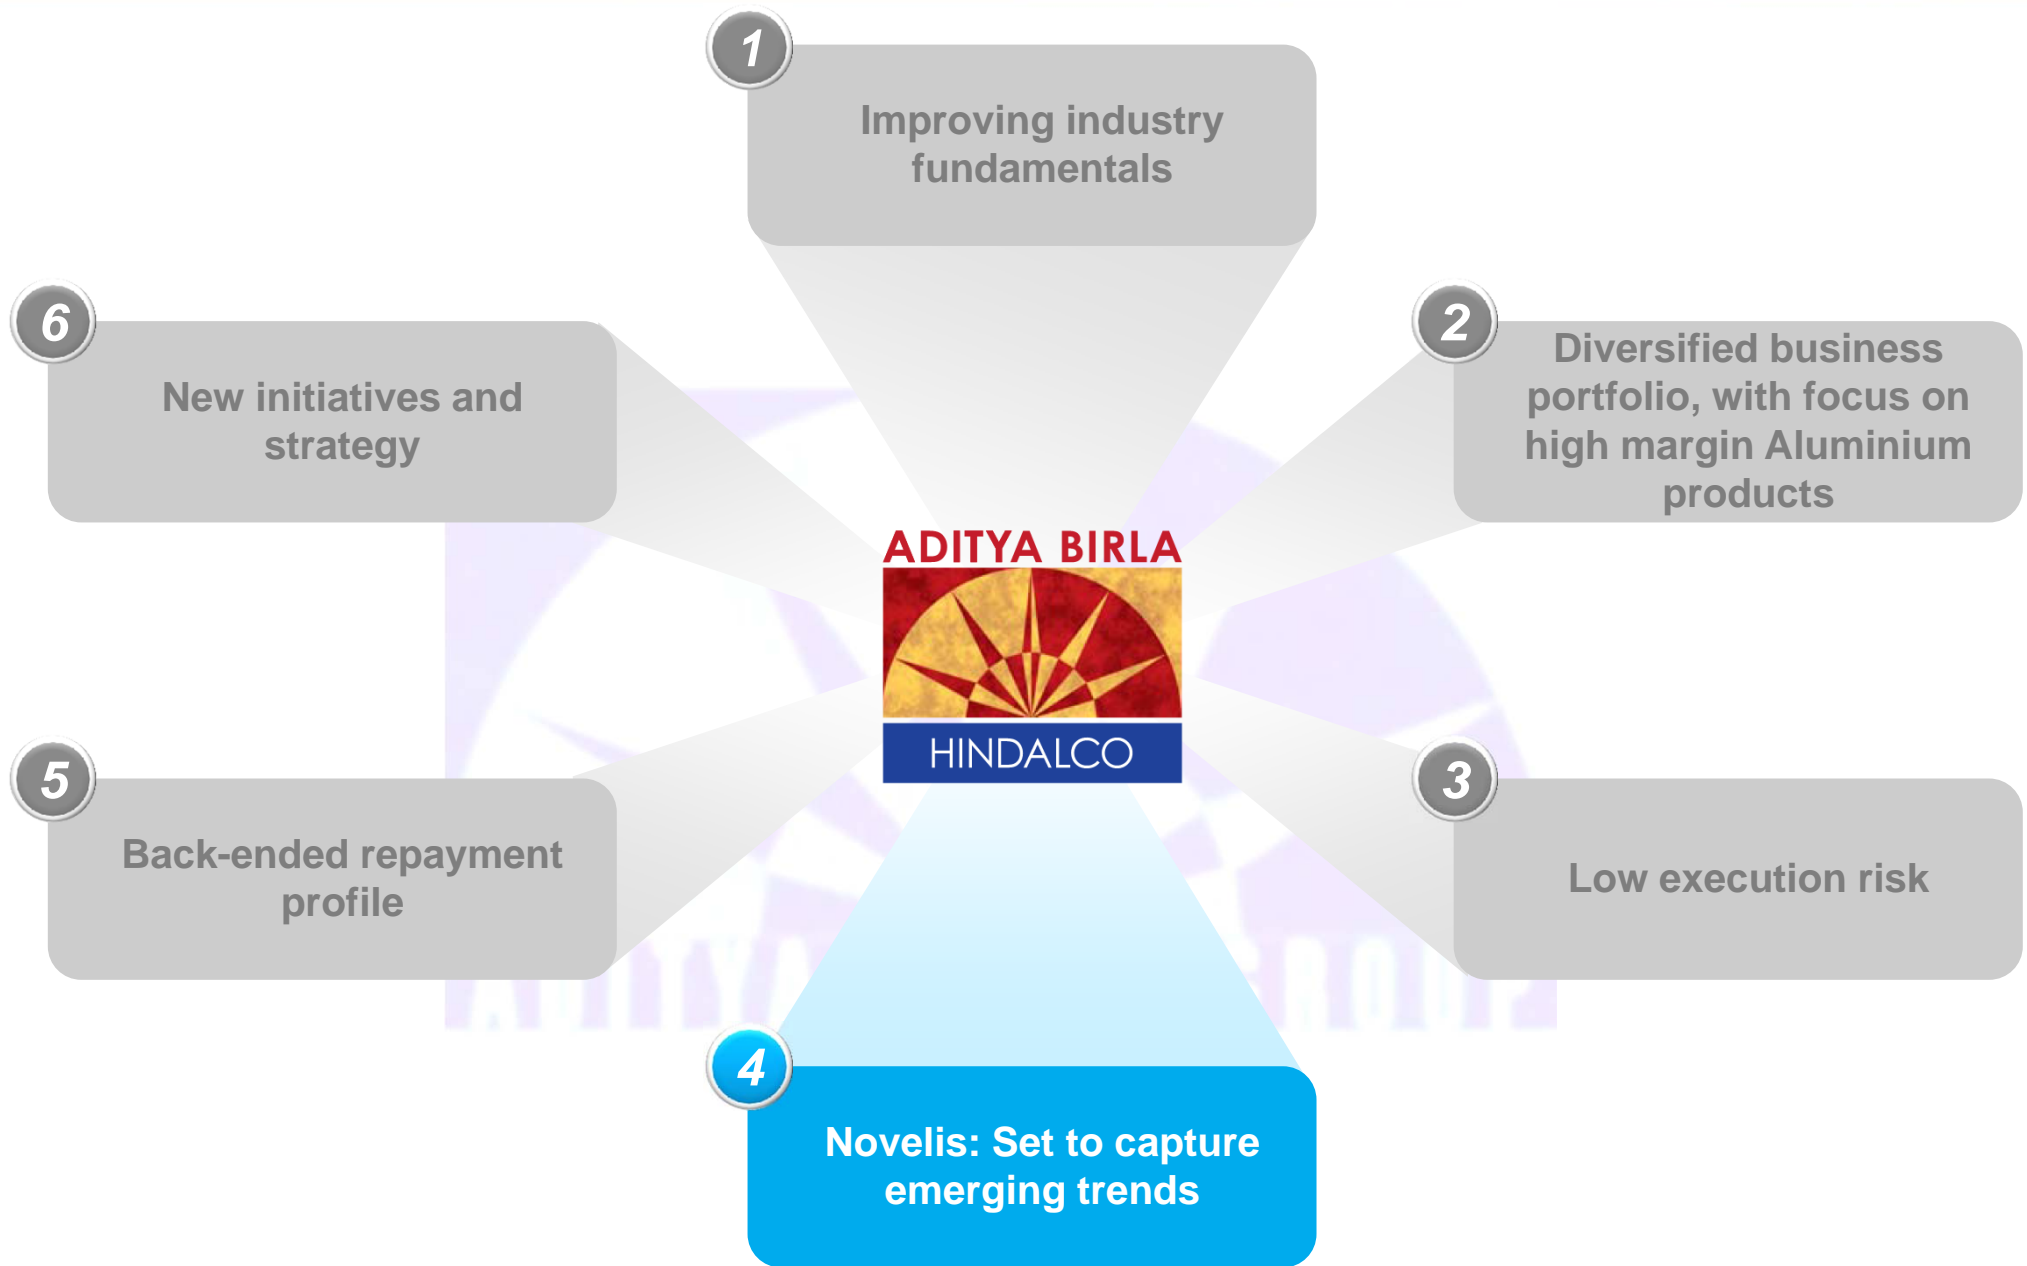 1
Improving industry
fundamentals
2
Diversified business
portfolio, with focus on
high margin Aluminium
products
3
Low execution risk
4
Novelis: Set to capture
emerging trends
5
Back-ended repayment
profile
6
New initiatives and
strategy
ADITYA BIRLA
HINDALCO